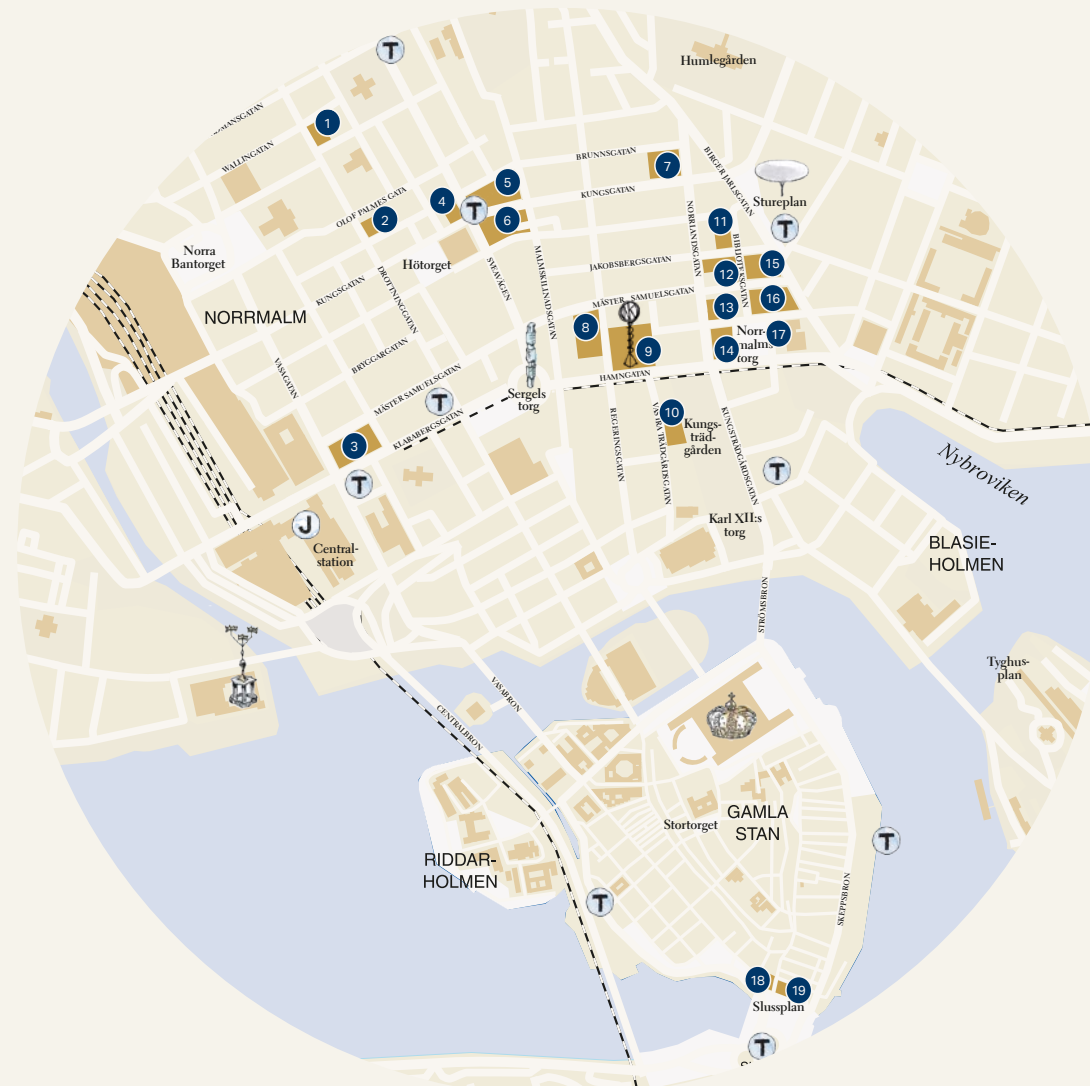 T
Humlegården
1
WALLINGATAN
BRUNNSGATAN
7
BIRGER JARLSGATAN
5
KUNGSGATAN
Stureplan
OLOF PALMES GATA
4
T
2
6
11
T
Norra
Bantorget
Hötorget
NORRLANDSGATAN
BIBLIOTEKSGATAN
JAKOBSBERGSGATAN
15
12
KUNGSGATAN
DROTTNINGGATAN
SVEAVÄGEN
MALMSKILLNADSGATAN
MÄSTER SAMUELSGATAN
16
13
NORRMALM
8
9
14
17
Norr-
malms
torg
BRYGGARGATAN
VASAGATAN
MÄSTER SAMUELSGATAN
HAMNGATAN
T
Sergels
torg
KLARABERGSGATAN
3
T
10
REGERINGSGATAN
VÄSTRA TRÄDGÅRDSGATAN
Kungs-
träd-
gården
KUNGSTRÄDGÅRDSGATAN
T
Nybroviken
J
Central-
station
Karl XII:s
torg
BLASIE-
HOLMEN
STRÖMSBRON
Tyghus-
plan
VASABRON
CENTRALBRON
GAMLA
STAN
Stortorget
T
RIDDAR-
HOLMEN
T
SKEPPSBRON
18
19
Slussplan
T